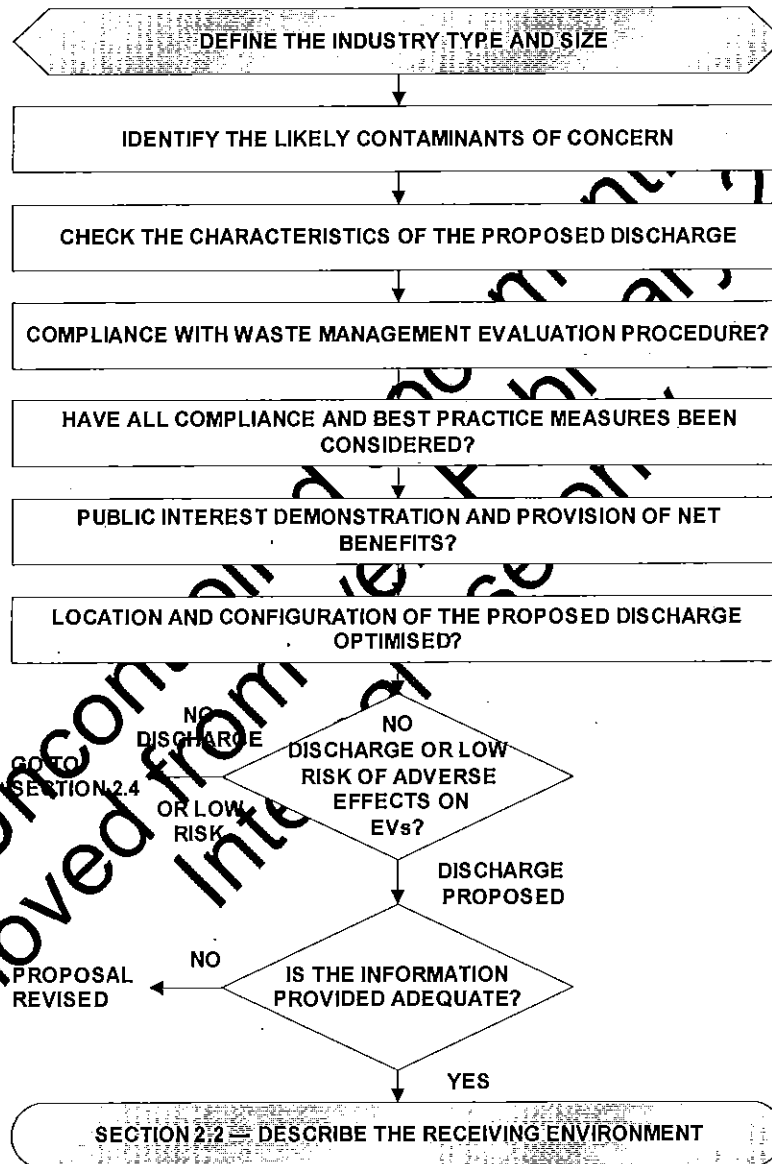 DEFINE THE INDUSTRY TYPE AND SIZE
IDENTIFY THE LIKELY CONTAMINANTS OF CONCERN
CHECK THE CHARACTERISTICS OF THE PROPOSED DISCHARGE
COMPLIANCE WITH WASTE MANAGEMENT EVALUATION PROCEDURE?
HAVE ALL COMPLIANCE AND BEST PRACTICE MEASURES BEEN
CONSIDERED?
PUBLIC INTEREST DEMONSTRATION AND PROVISION OF NET
BENEFITS?
LOCATION AND CONFIGURATION OF THE PROPOSED DISCHARGE
OPTIMISED?
NO
DISCHARGE OR LOW
RISK OF ADVERSE
EFFECTS ON
EVs?
NO
DISCHARGE
OR LOW
RISK
GO TO
SECTION 2.4
DISCHARGE
PROPOSED
IS THE INFORMATION
PROVIDED ADEQUATE?
NO
PROPOSAL
REVISED
YES
SECTION 2.2 — DESCRIBE THE RECEIVING ENVIRONMENT